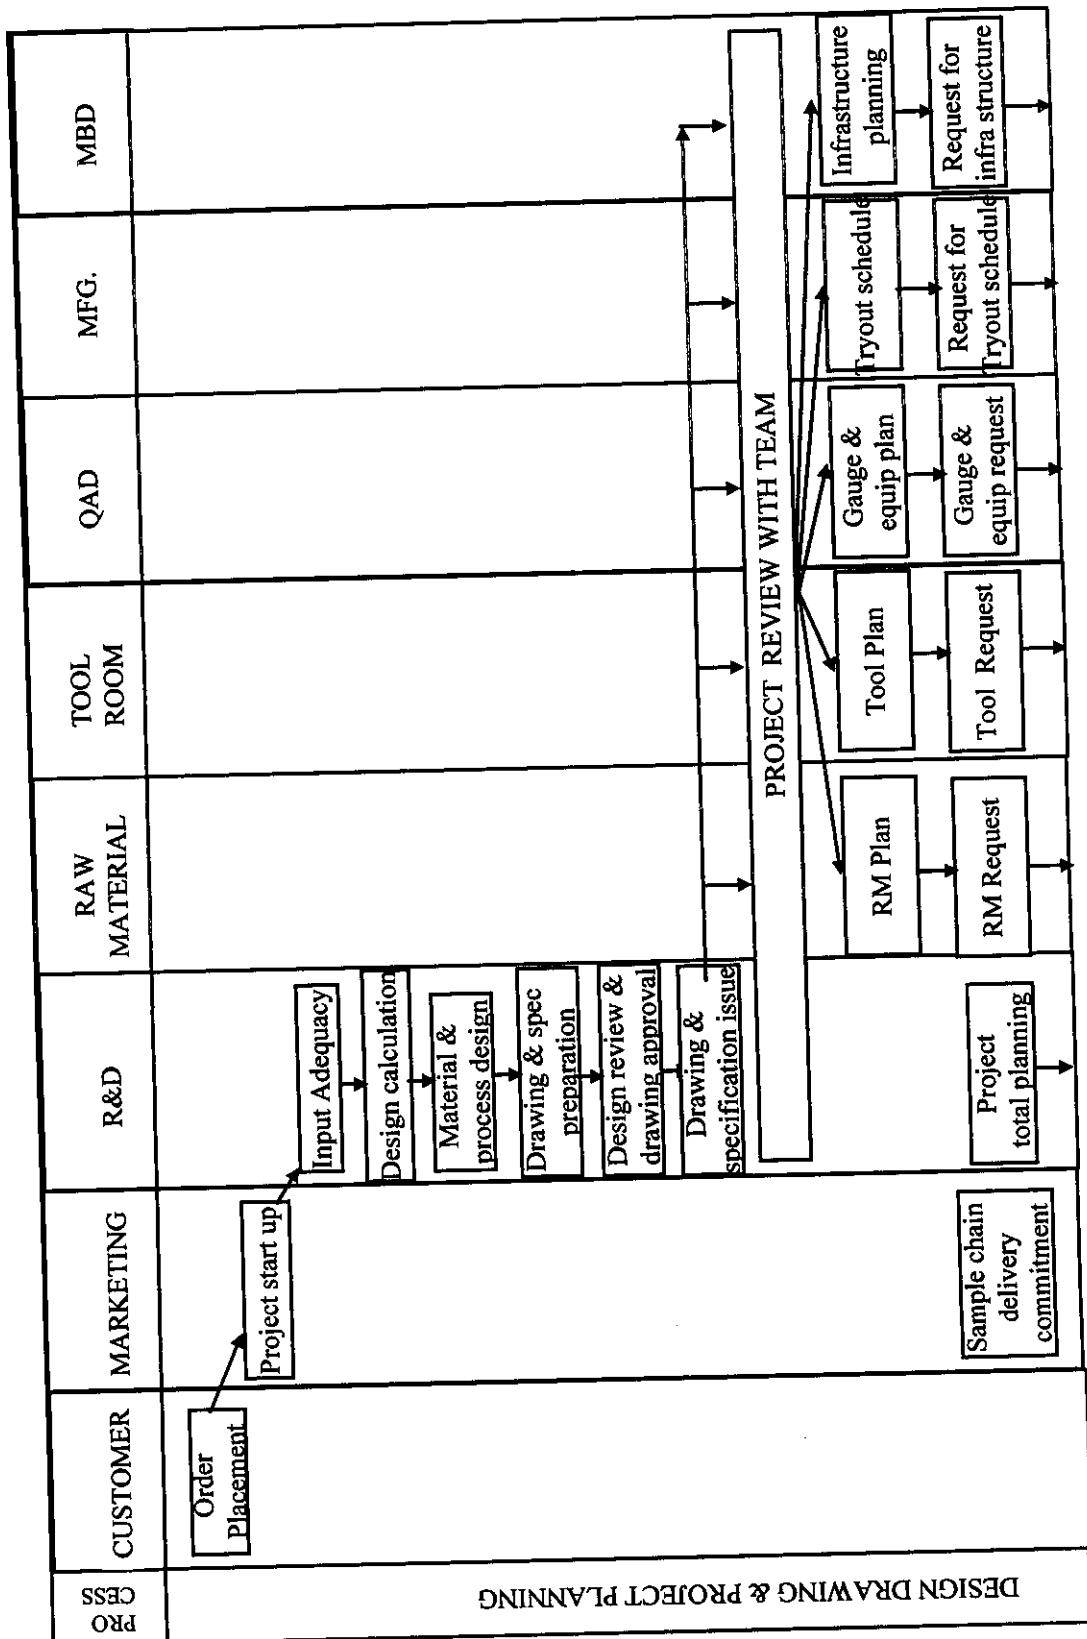 PRO
CESS
CUSTOMER
MARKETING
R&D
RAW
MATERIAL
TOOL
ROOM
QAD
MFG.
MBD
DESIGN DRAWING & PROJECT PLANNING
Order
Placement
Project start up
Input Adequacy
Design calculation
Material &
process design
Drawing & spec
preparation
Design review &
drawing approval
Drawing &
specification issue
PROJECT REVIEW WITH TEAM
RM Plan
Tool Plan
Gauge &
equip plan
Tryout schedule
Infrastructure
planning
Sample chain
delivery
commitment
Project
total planning
RM Request
Tool Request
Gauge &
equip request
Request for
Tryout schedule
Request for
infra structure